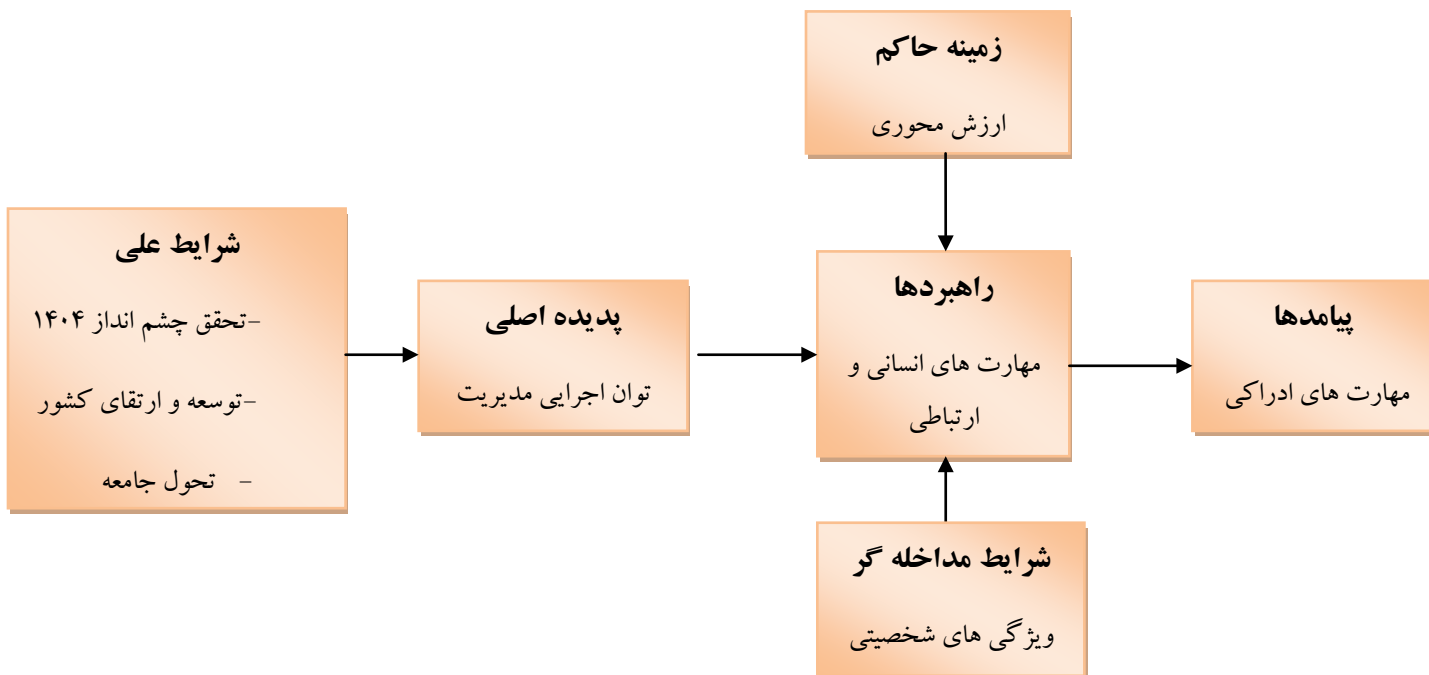 زمینه حاکم
ارزش محوری
شرایط علی
-تحقق چشم انداز ۱۴۰۴
-توسعه و ارتقای کشور
- تحول جامعه
پدیده اصلی
توان اجرایی مدیریت
راهبردها
مهارت های انسانی و
ارتباطی
پیامدها
مهارت های ادراکی
شرایط مداخله گر
ویژگی های شخصیتی